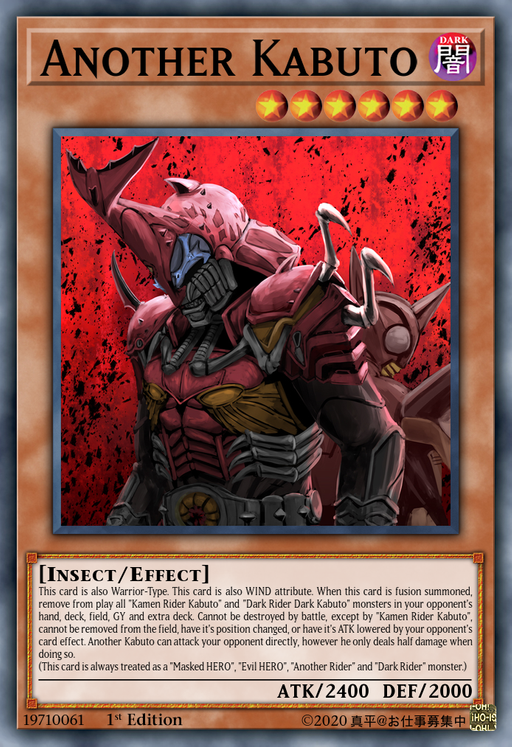 Another Kabuto
DARK
闇
[Insect/Effect]
This card is also Warrior-Type. This card is also WIND attribute. When this card is fusion summoned,
remove from play all "Kamen Rider Kabuto" and "Dark Rider Dark Kabuto" monsters in your opponent's
hand, deck, field, GY and extra deck. Cannot be destroyed by battle, except by "Kamen Rider Kabuto",
cannot be removed from the field, have it's position changed, or have it's ATK lowered by your opponent's
card effect. Another Kabuto can attack your opponent directly, however he only deals half damage when
doing so.
(This card is always treated as a "Masked HERO", "Evil HERO", "Another Rider" and "Dark Rider" monster.)
ATK/2400 DEF/2000
19710061 1st Edition ©2020 真平@お仕事募集中